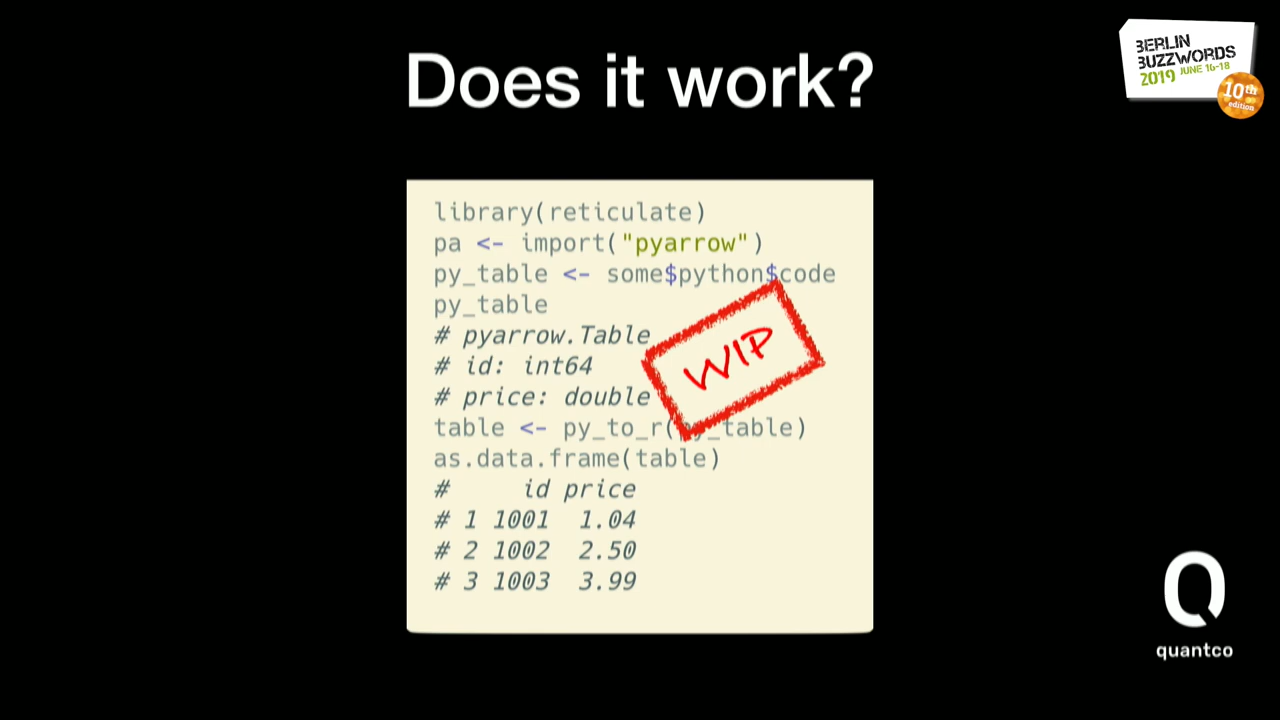 Does it work?
BERLIN
BUZZWORDS
2019 JUNE 16-18
10th
edition
library(reticulate)
pa <- import("pyarrow")
py_table <- some$python$code
py_table
# pyarrow.Table
# id: int64
# price: double
table <- py_to_r(py_table)
as.data.frame(table)
#     id price
# 1 1001  1.04
# 2 1002  2.50
# 3 1003  3.99
WIP
Q
quantco